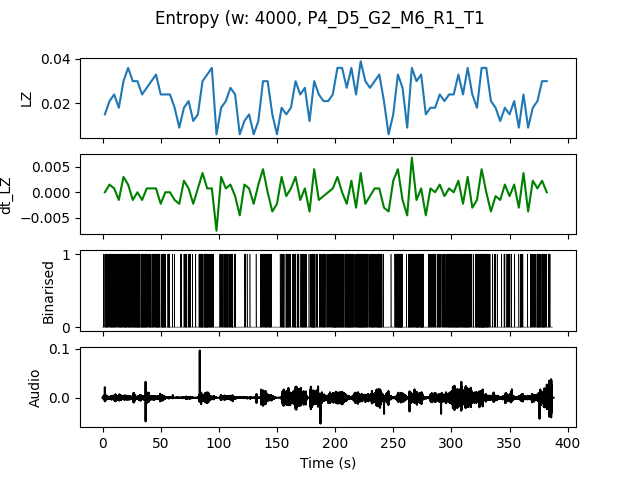 Entropy (w: 4000, P4_D5_G2_M6_R1_T1
0.04
0.02
LZ
0.005
0.000
−0.005
dt_LZ
1
0
Binarised
0.1
0.0
Audio
0 50 100 150 200 250 300 350 400
Time (s)